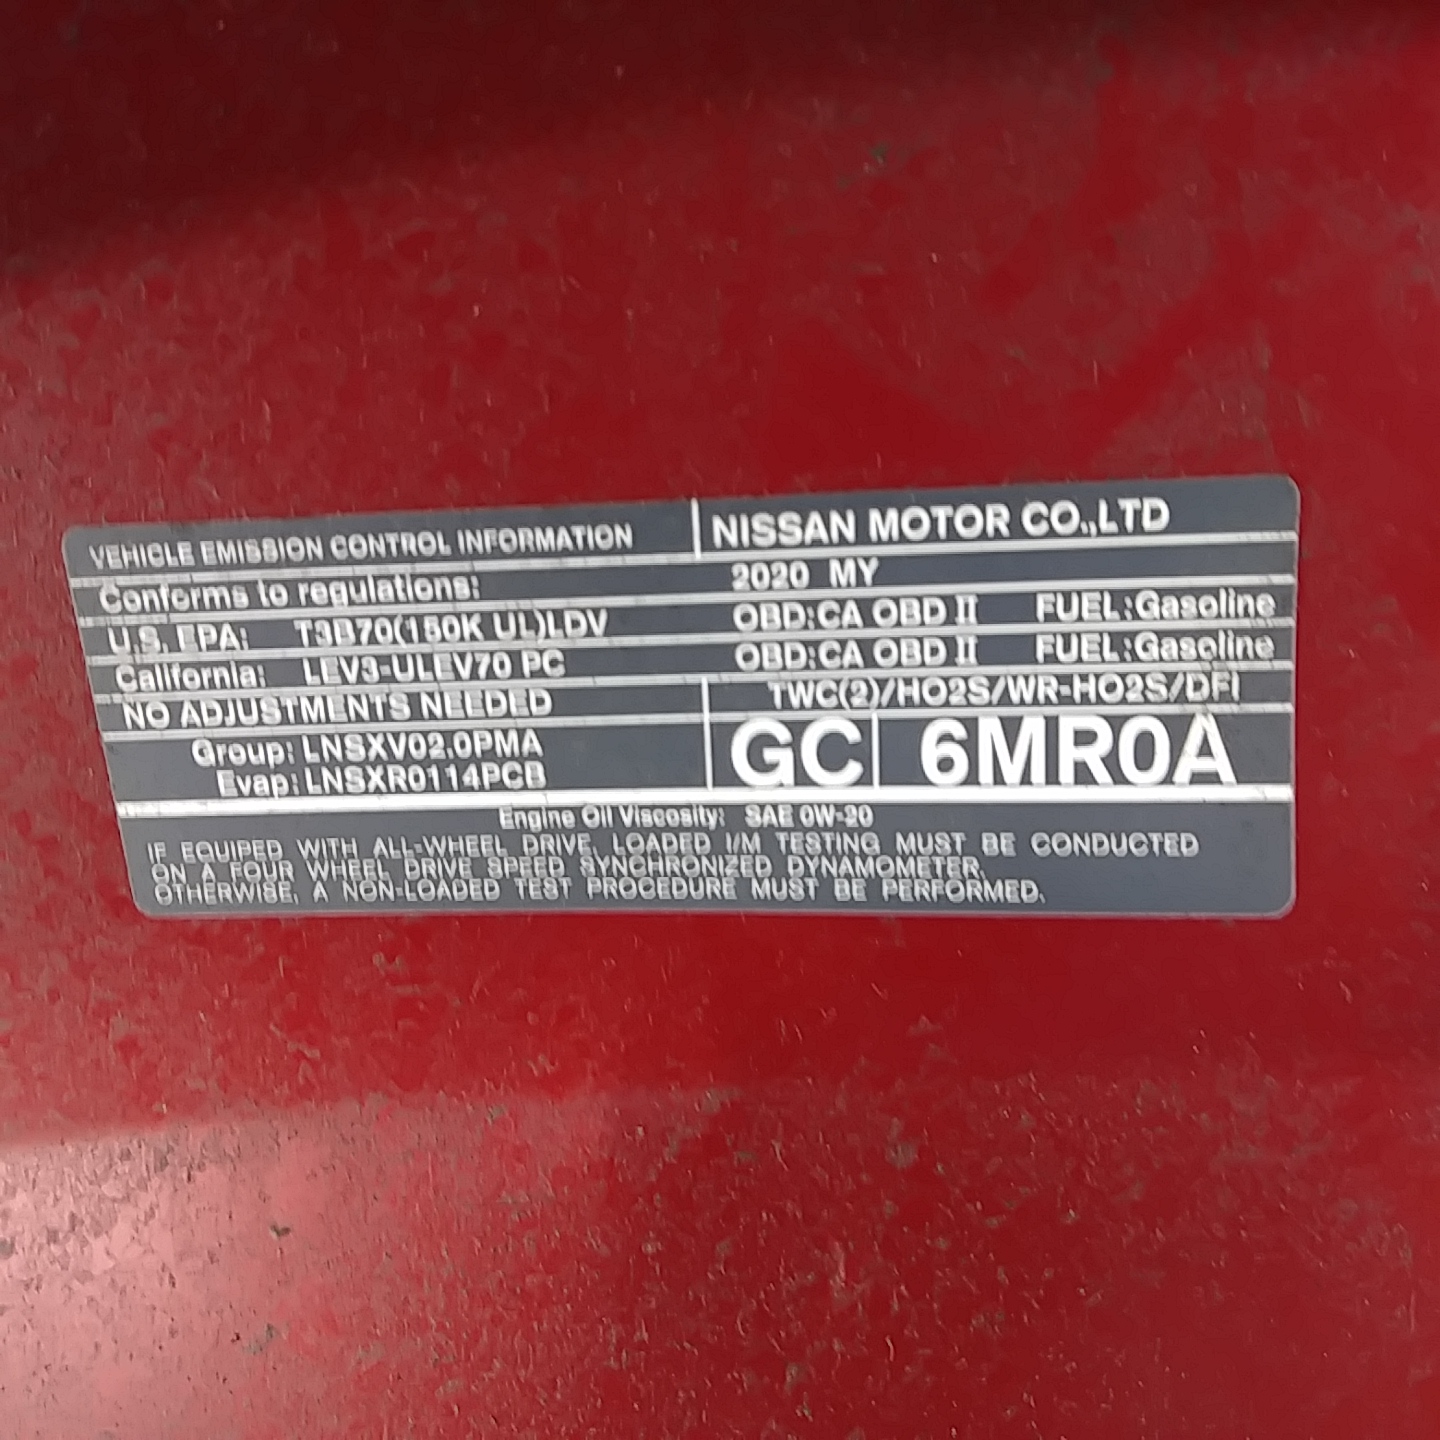 VEHICLE EMISSION CONTROL INFORMATION NISSAN MOTOR CO.,LTD
Conforms to regulations: 2020 MY
U.S. EPA: T3B70(150K UL)LDV OBD:CA OBD II FUEL:Gasoline
California: LEV3-ULEV70 PC OBD:CA OBD II FUEL:Gasoline
NO ADJUSTMENTS NEEDED TWC(2)/HO2S/WR-HO2S/DFI
Group: LNSXV02.0PMA
Evap: LNSXR0114PCB
GC 6MR0A
Engine Oil Viscosity: SAE 0W-20
IF EQUIPED WITH ALL-WHEEL DRIVE, LOADED I/M TESTING MUST BE CONDUCTED
ON A FOUR WHEEL DRIVE SPEED SYNCHRONIZED DYNAMOMETER.
OTHERWISE, A NON-LOADED TEST PROCEDURE MUST BE PERFORMED.